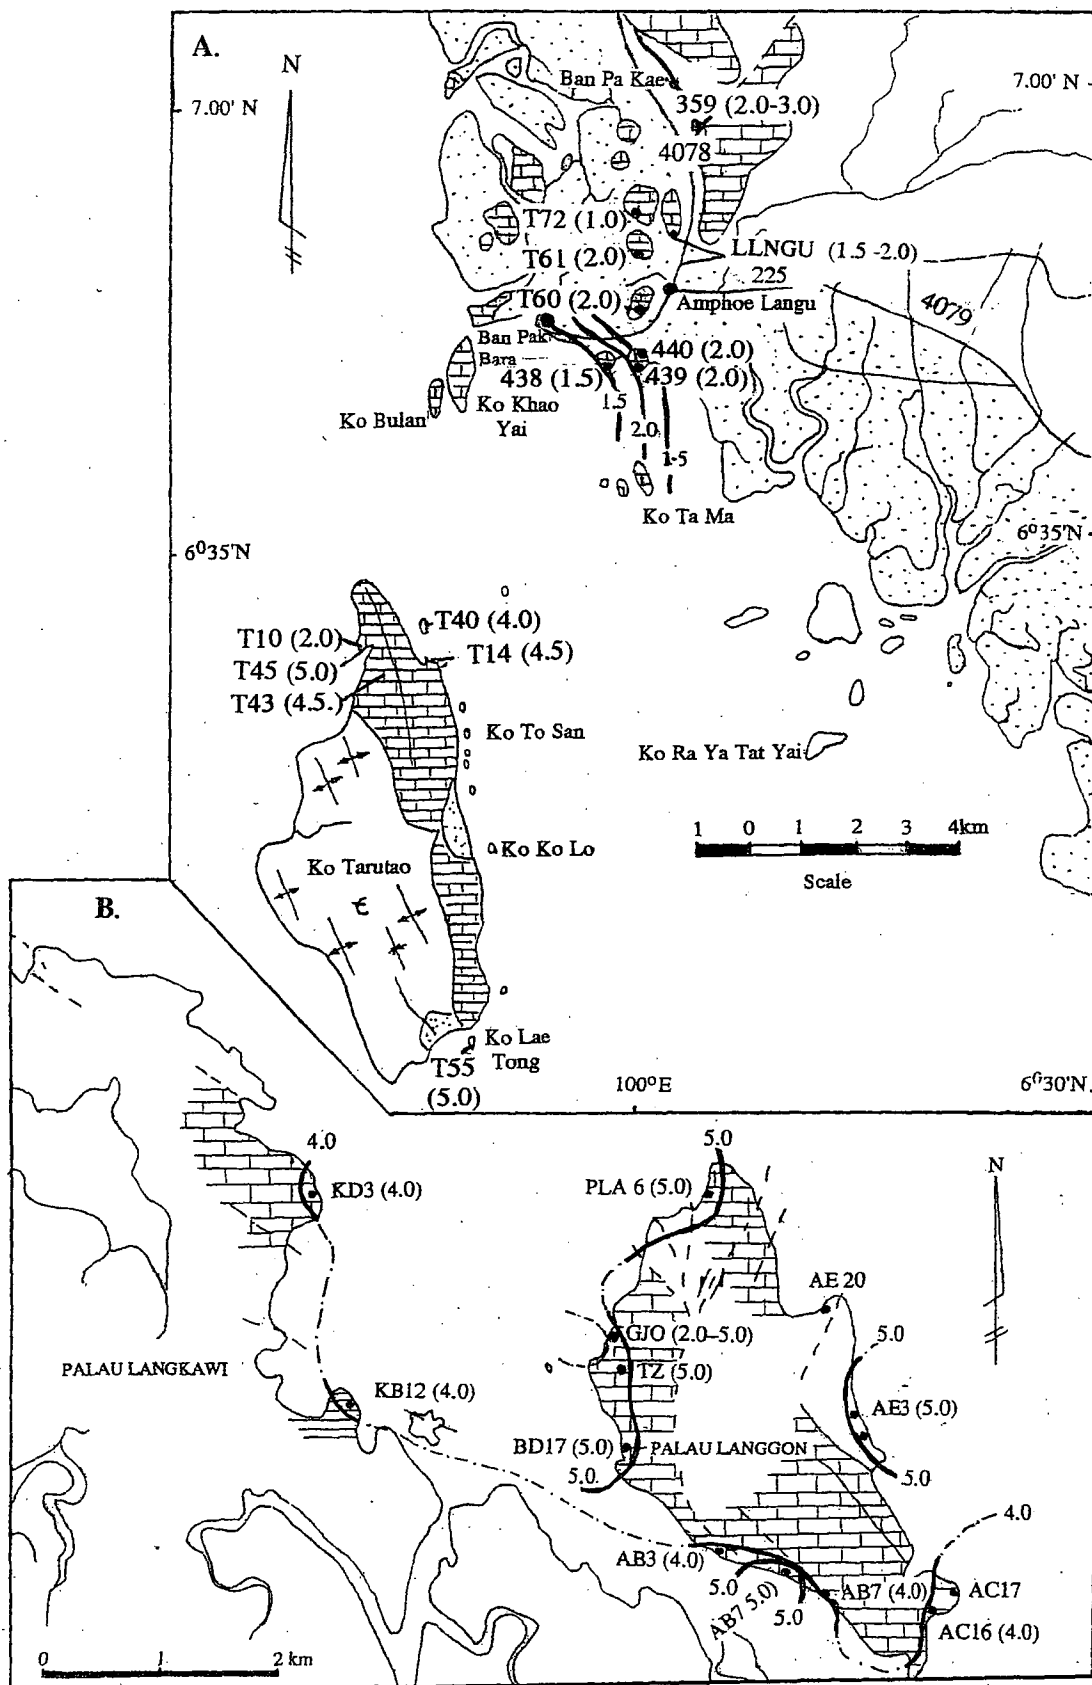 A.
N
7.00' N
7.00' N
Ban Pa Kae
359 (2.0-3.0)
4078
T72 (1.0)
T61 (2.0)
LLNGU (1.5 -2.0)
225
T60 (2.0)
Amphoe Langu
4079
Ban Pak
Bara
440 (2.0)
438 (1.5)
439 (2.0)
1.5
Ko Khao
Yai
Ko Bulan
2.0
1.5
Ko Ta Ma
6⁰35'N
6⁰35'N
T40 (4.0)
T10 (2.0)
T14 (4.5)
T45 (5.0)
T43 (4.5.)
Ko To San
Ko Ra Ya Tat Yai
1 0 1 2 3 4km
Scale
Ko Ko Lo
Ko Tarutao
Є
B.
Ko Lae
Tong
T55
(5.0)
100⁰E
6⁰30'N.
4.0
5.0
N
KD3 (4.0)
PLA 6 (5.0)
AE 20
5.0
GJO (2.0–5.0)
PALAU LANGKAWI
TZ (5.0)
KB12 (4.0)
AE3 (5.0)
BD17 (5.0)
PALAU LANGGON
5.0
5.0
4.0
AB3 (4.0)
5.0
AB7 5.0)
5.0
AB7 (4.0)
AC17
AC16 (4.0)
0 1 2 km